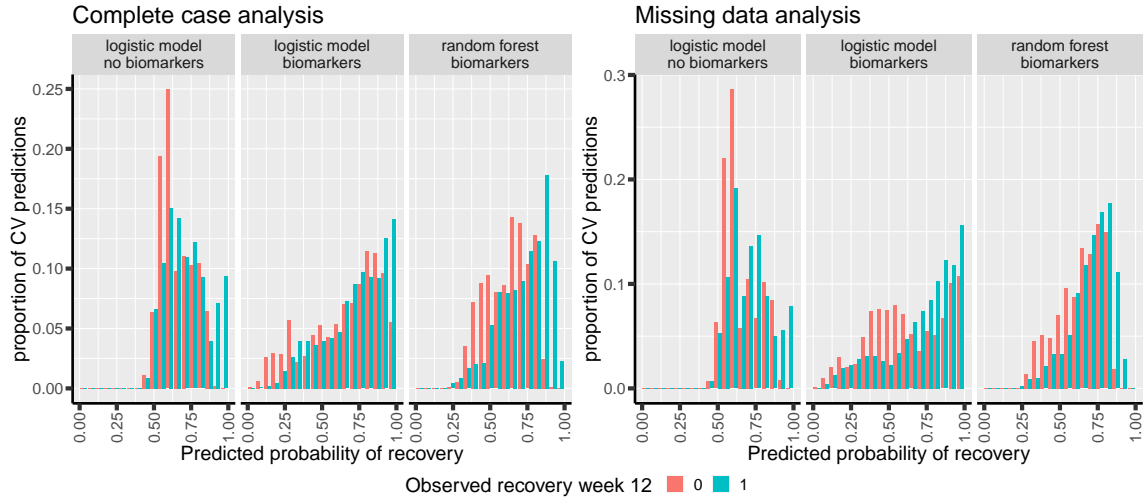 Complete case analysis
Missing data analysis
logistic model
no biomarkers
logistic model
biomarkers
random forest
biomarkers
logistic model
no biomarkers
logistic model
biomarkers
random forest
biomarkers
proportion of CV predictions
0.25
0.20
0.15
0.10
0.05
0.00
proportion of CV predictions
0.3
0.2
0.1
0.0
0.00 0.25 0.50 0.75 1.00 0.00 0.25 0.50 0.75 1.00 0.00 0.25 0.50 0.75 1.00
0.00 0.25 0.50 0.75 1.00 0.00 0.25 0.50 0.75 1.00 0.00 0.25 0.50 0.75 1.00
Predicted probability of recovery
Predicted probability of recovery
Observed recovery week 12 0 1